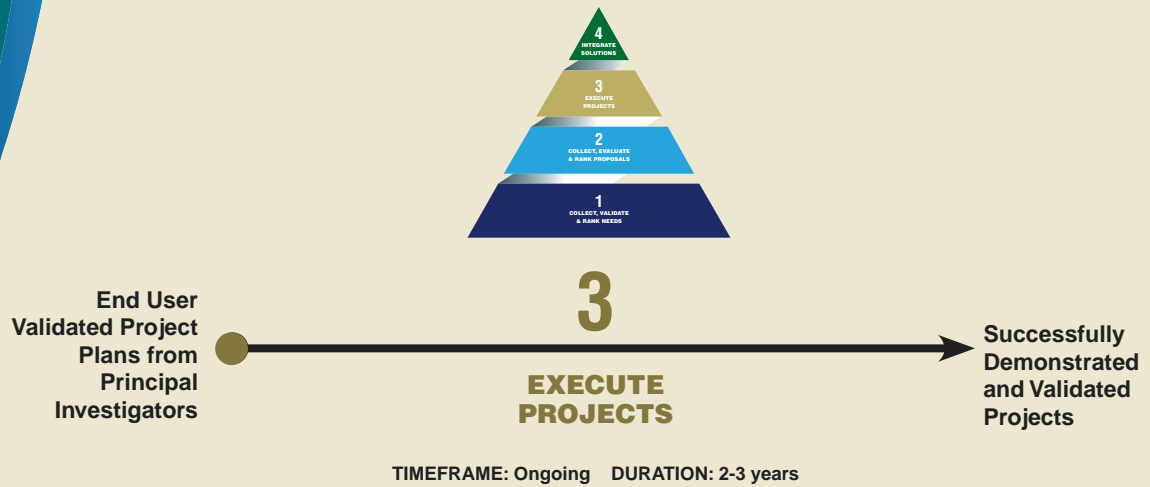 4
INTEGRATE
SOLUTIONS
3
EXECUTE
PROJECTS
2
COLLECT, EVALUATE
& RANK PROPOSALS
1
COLLECT, VALIDATE
& RANK NEEDS
End User
Validated Project
Plans from
Principal
Investigators
3
EXECUTE
PROJECTS
Successfully
Demonstrated
and Validated
Projects
TIMEFRAME: Ongoing DURATION: 2-3 years